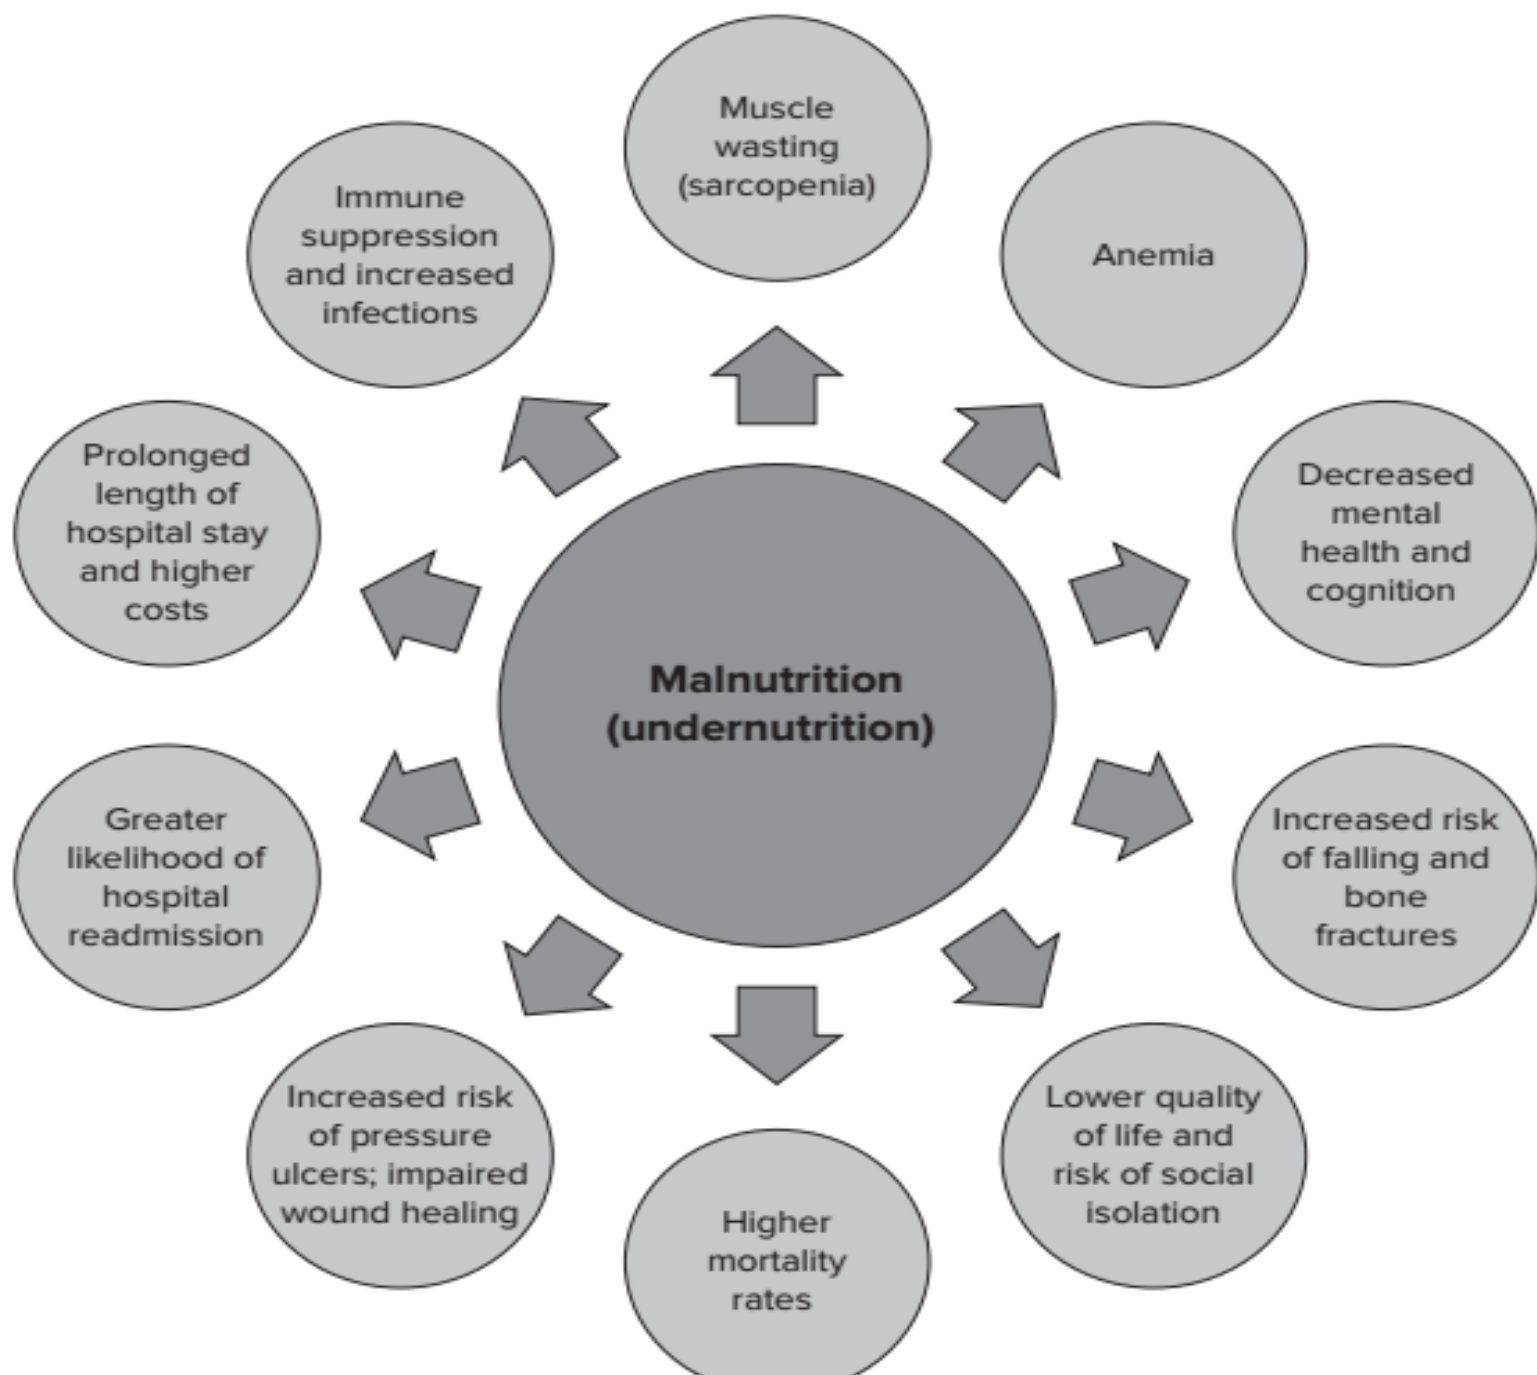 Malnutrition
(undernutrition)
Muscle
wasting
(sarcopenia)
Anemia
Decreased
mental
health and
cognition
Increased risk
of falling and
bone
fractures
Lower quality
of life and
risk of social
isolation
Higher
mortality
rates
Increased risk
of pressure
ulcers; impaired
wound healing
Greater
likelihood of
hospital
readmission
Prolonged
length of
hospital stay
and higher
costs
Immune
suppression
and increased
infections